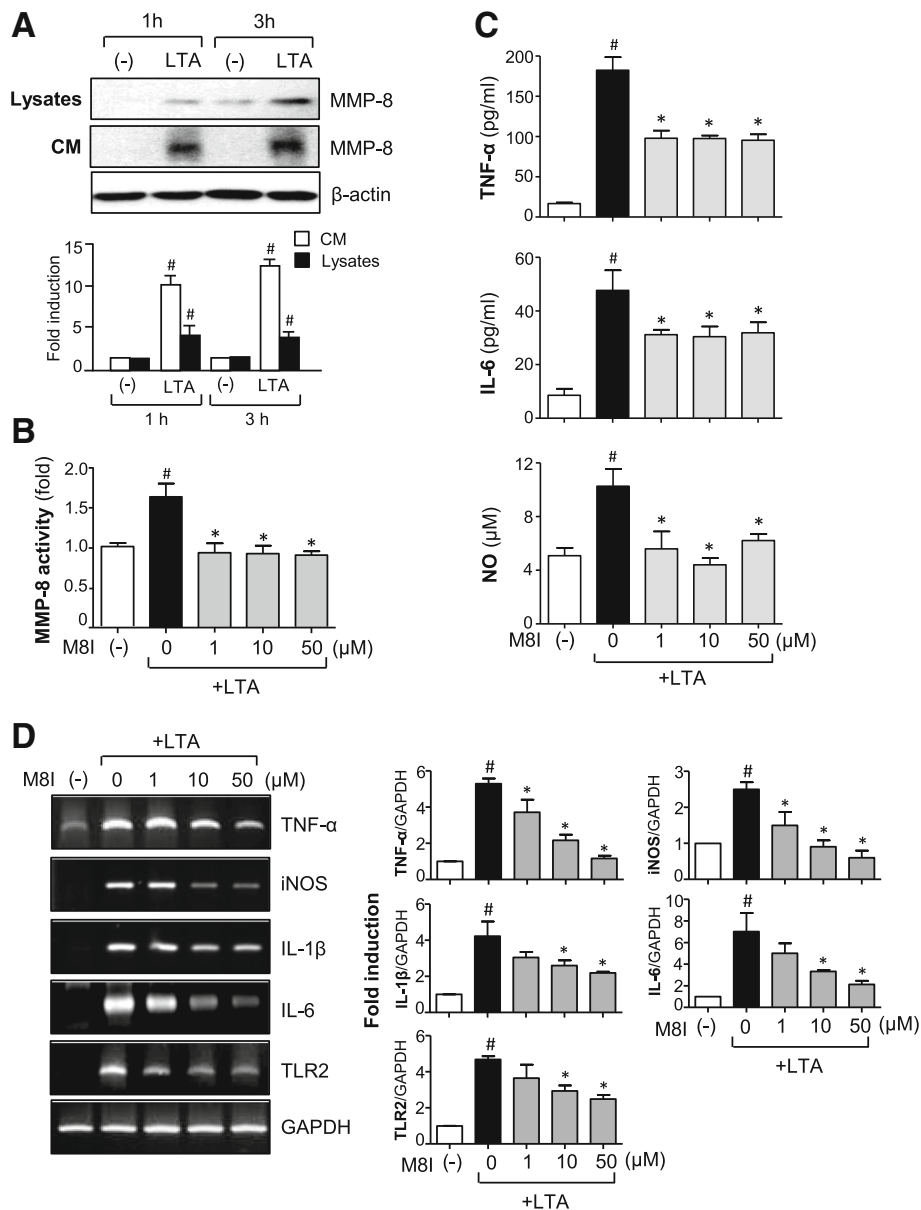 A
1h 3h
(-) LTA (-) LTA
Lysates MMP-8
CM MMP-8
β-actin
Fold induction
15
10
5
0
# # # #
CM
Lysates
(-) LTA (-) LTA
1 h 3 h
B
MMP-8 activity (fold)
2.0
1.5
1.0
0.5
0
# * * *
M8I (-) 0 1 10 50 (μM)
+LTA
C
TNF-α (pg/ml)
200
150
100
50
0
# * * *
IL-6 (pg/ml)
60
40
20
0
# * * *
NO (μM)
12
8
4
0
# * * *
M8I (-) 0 1 10 50 (μM)
+LTA
D
+LTA
M8I (-) 0 1 10 50 (μM)
TNF-α
iNOS
IL-1β
IL-6
TLR2
GAPDH
Fold induction
TNF-α/GAPDH
6
4
2
0
# * * *
IL-1β/GAPDH
6
4
2
0
# * *
TLR2/GAPDH
6
4
2
0
# * *
M8I (-) 0 1 10 50 (μM)
+LTA
iNOS/GAPDH
3
2
1
0
# * * *
IL-6/GAPDH
10
8
6
4
2
0
# * *
M8I (-) 0 1 10 50 (μM)
+LTA